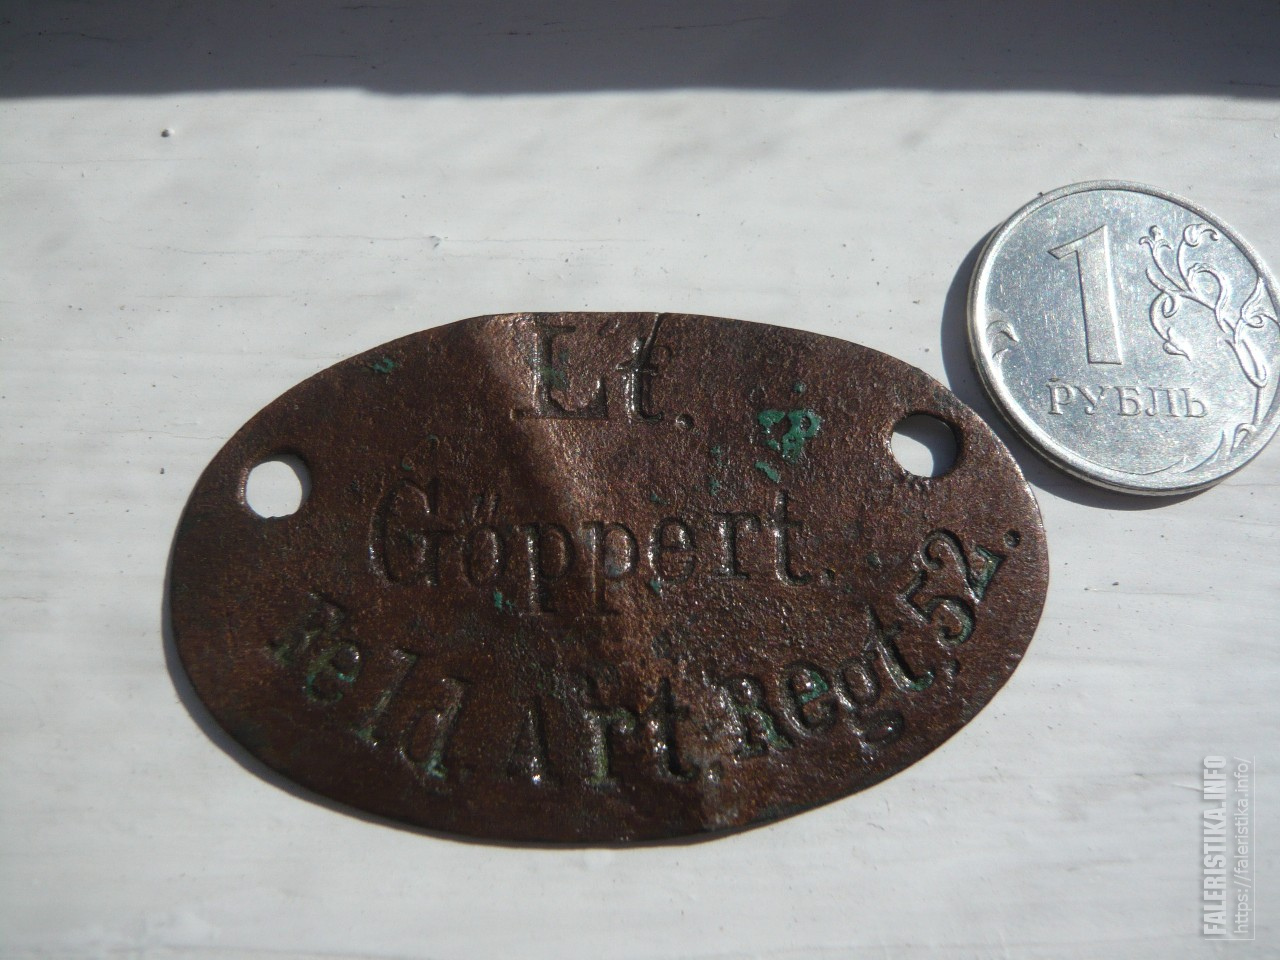 Lt.
Göppert.
Feld Art. Regt. 52.
1
РУБЛЬ
FALERISTIKA.INFO
https://faleristika.info/